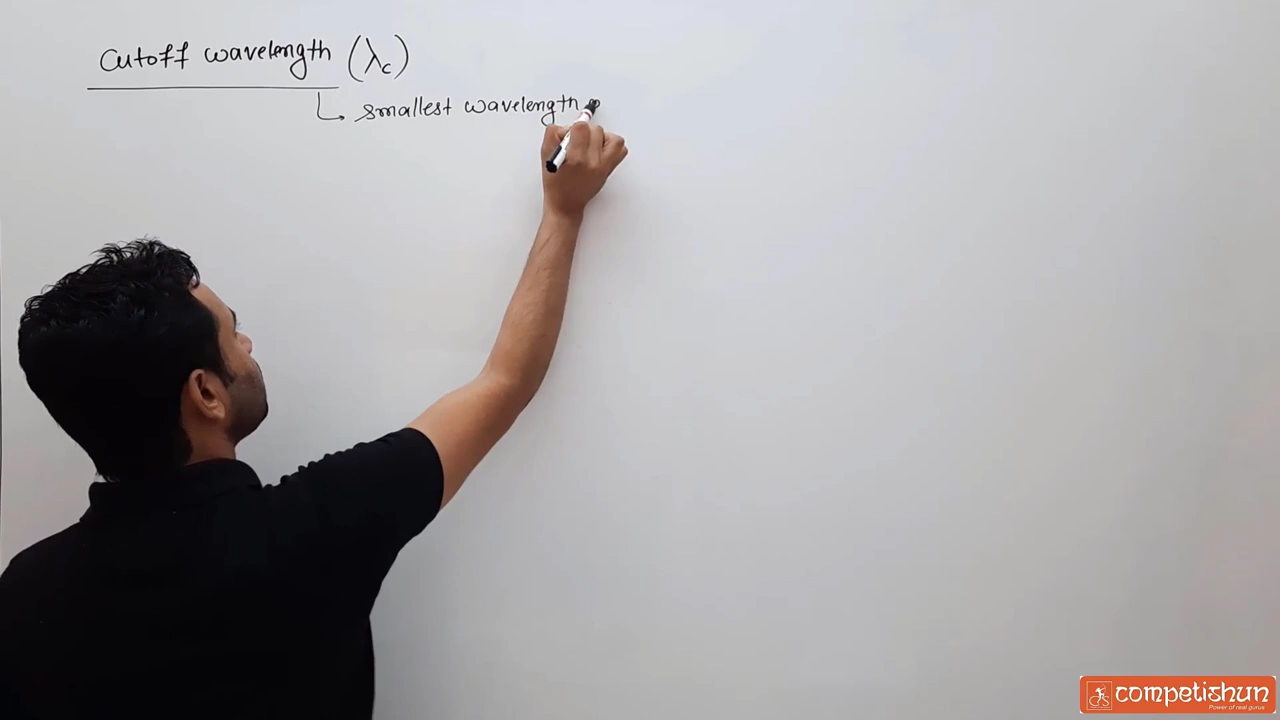 Cutoff wavelength (λc)
smallest wavelength
competishun
Power of real gurus